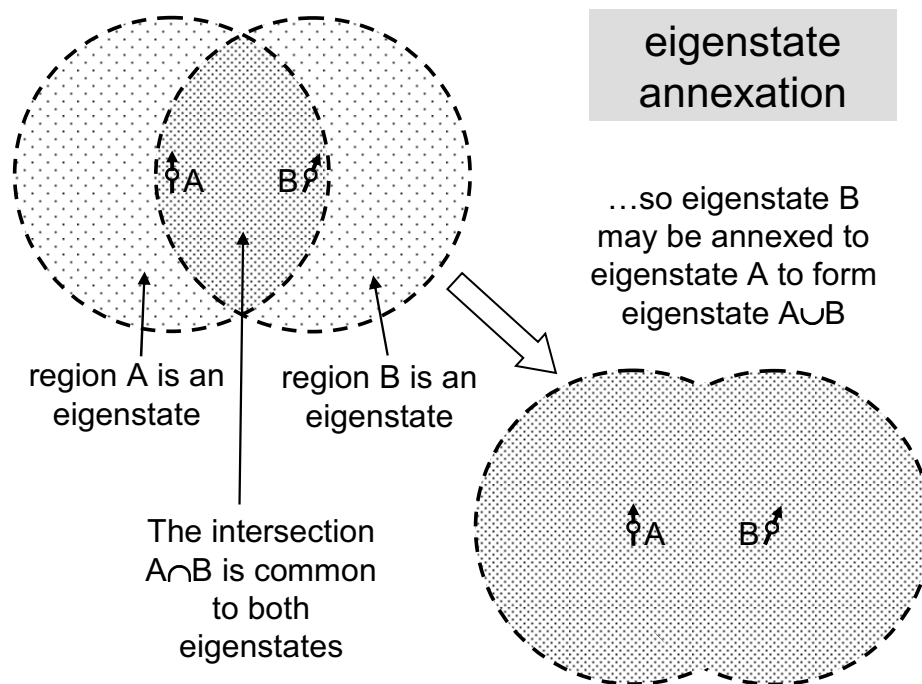 eigenstate
annexation
A
B
…so eigenstate B
may be annexed to
eigenstate A to form
eigenstate A∪B
region A is an
eigenstate
region B is an
eigenstate
The intersection
A∩B is common
to both
eigenstates
A
B